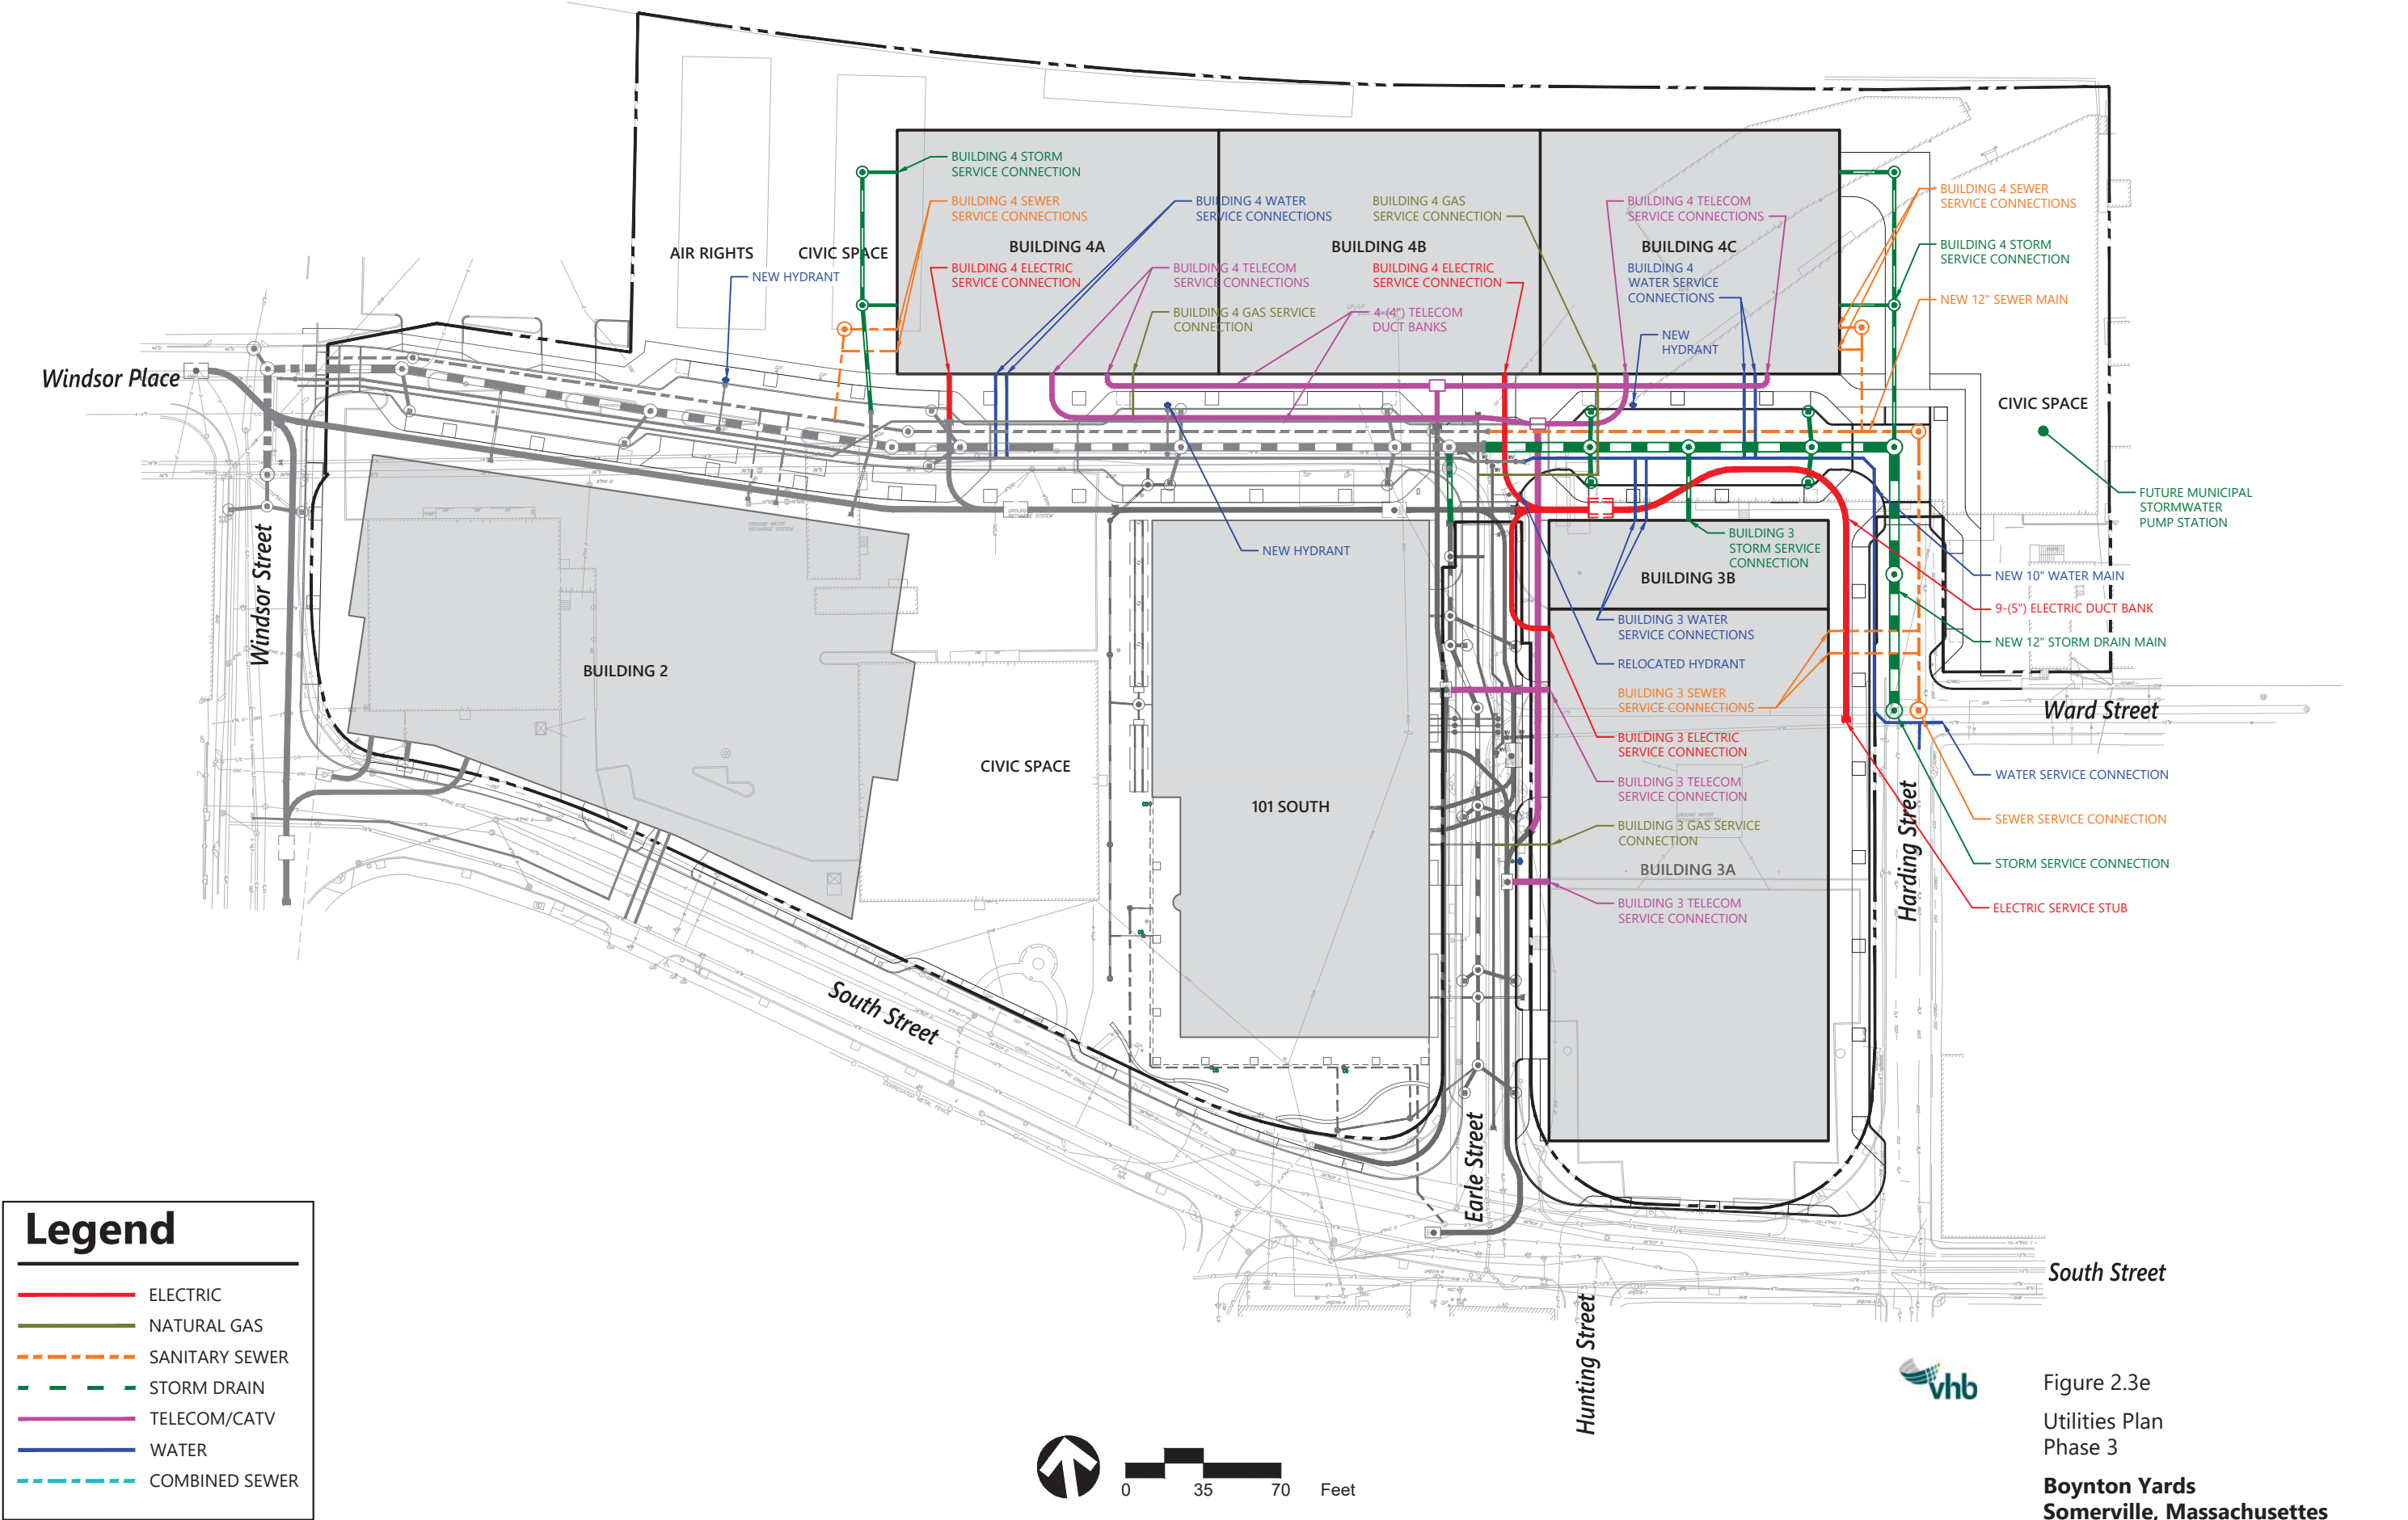 BUILDING 4 STORM
SERVICE CONNECTION
BUILDING 4 SEWER
SERVICE CONNECTIONS
BUILDING 4 WATER
SERVICE CONNECTIONS
BUILDING 4 GAS
SERVICE CONNECTION
BUILDING 4 TELECOM
SERVICE CONNECTIONS
BUILDING 4 SEWER
SERVICE CONNECTIONS
AIR RIGHTS
CIVIC SPACE
BUILDING 4A
BUILDING 4B
BUILDING 4C
BUILDING 4 STORM
SERVICE CONNECTION
NEW HYDRANT
BUILDING 4 ELECTRIC
SERVICE CONNECTION
BUILDING 4 TELECOM
SERVICE CONNECTIONS
BUILDING 4 ELECTRIC
SERVICE CONNECTION
BUILDING 4
WATER SERVICE
CONNECTIONS
NEW 12" SEWER MAIN
BUILDING 4 GAS SERVICE
CONNECTION
4-(4") TELECOM
DUCT BANKS
NEW
HYDRANT
Windsor Place
CIVIC SPACE
FUTURE MUNICIPAL
STORMWATER
PUMP STATION
Windsor Street
NEW HYDRANT
BUILDING 3
STORM SERVICE
CONNECTION
BUILDING 3B
NEW 10" WATER MAIN
9-(5") ELECTRIC DUCT BANK
BUILDING 3 WATER
SERVICE CONNECTIONS
NEW 12" STORM DRAIN MAIN
BUILDING 2
RELOCATED HYDRANT
BUILDING 3 SEWER
SERVICE CONNECTIONS
Ward Street
BUILDING 3 ELECTRIC
SERVICE CONNECTION
CIVIC SPACE
WATER SERVICE CONNECTION
BUILDING 3 TELECOM
SERVICE CONNECTION
101 SOUTH
SEWER SERVICE CONNECTION
BUILDING 3 GAS SERVICE
CONNECTION
Harding Street
STORM SERVICE CONNECTION
BUILDING 3A
BUILDING 3 TELECOM
SERVICE CONNECTION
ELECTRIC SERVICE STUB
South Street
CORREGATED METAL FENCE
Earle Street
South Street
Hunting Street
Legend
ELECTRIC
NATURAL GAS
SANITARY SEWER
STORM DRAIN
TELECOM/CATV
WATER
COMBINED SEWER
0 35 70 Feet
vhb
Figure 2.3e
Utilities Plan
Phase 3
Boynton Yards
Somerville, Massachusettes